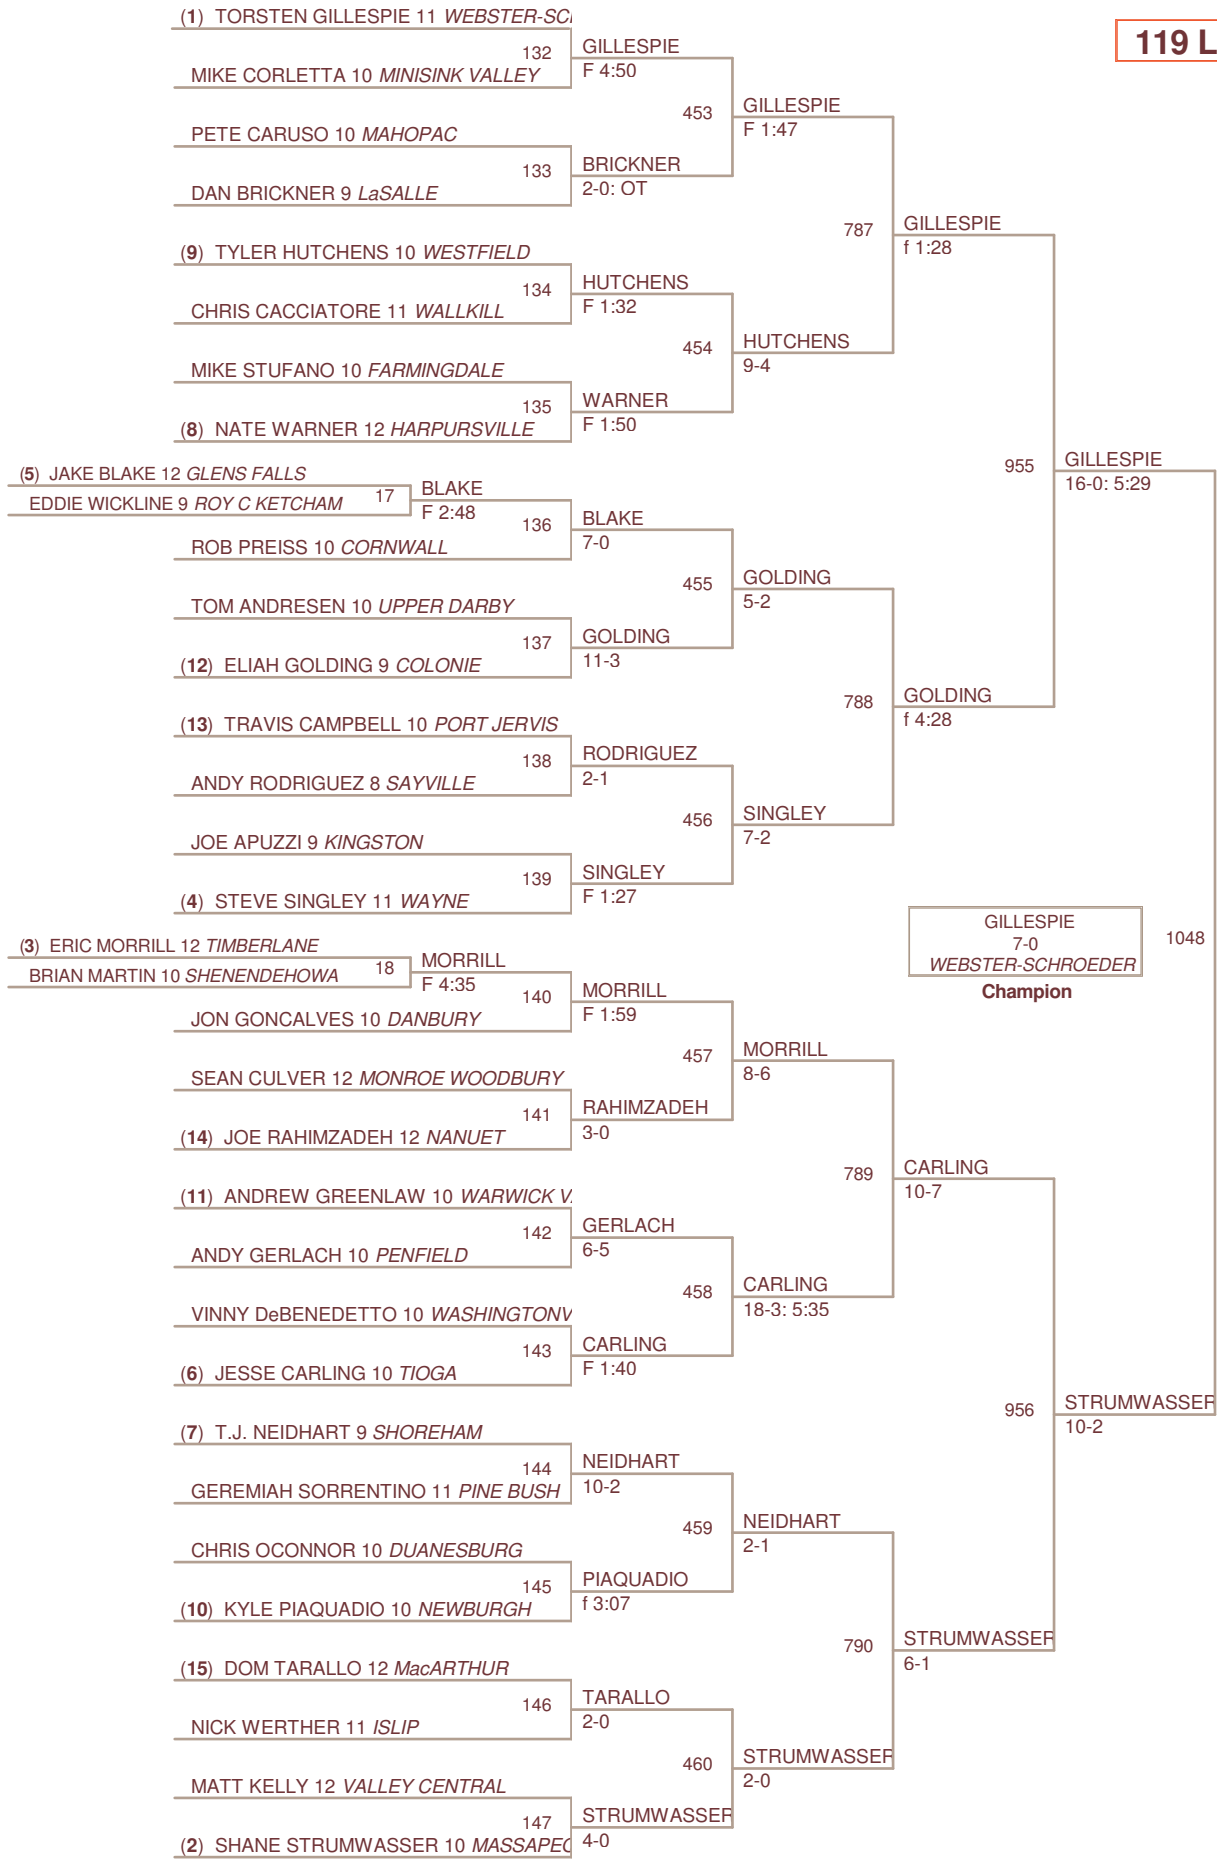 (1) TORSTEN GILLESPIE 11 WEBSTER-SC
119 L
132
GILLESPIE
F 4:50
MIKE CORLETTA 10 MINISINK VALLEY
453
GILLESPIE
F 1:47
PETE CARUSO 10 MAHOPAC
133
BRICKNER
2-0: OT
DAN BRICKNER 9 LaSALLE
787
GILLESPIE
f 1:28
(9) TYLER HUTCHENS 10 WESTFIELD
134
HUTCHENS
F 1:32
CHRIS CACCIATORE 11 WALLKILL
454
HUTCHENS
9-4
MIKE STUFANO 10 FARMINGDALE
135
WARNER
F 1:50
(8) NATE WARNER 12 HARPURSVILLE
955
GILLESPIE
16-0: 5:29
(5) JAKE BLAKE 12 GLENS FALLS
17
BLAKE
F 2:48
EDDIE WICKLINE 9 ROY C KETCHAM
136
BLAKE
7-0
ROB PREISS 10 CORNWALL
455
GOLDING
5-2
TOM ANDRESEN 10 UPPER DARBY
137
GOLDING
11-3
(12) ELIAH GOLDING 9 COLONIE
788
GOLDING
f 4:28
(13) TRAVIS CAMPBELL 10 PORT JERVIS
138
RODRIGUEZ
2-1
ANDY RODRIGUEZ 8 SAYVILLE
456
SINGLEY
7-2
JOE APUZZI 9 KINGSTON
139
SINGLEY
F 1:27
(4) STEVE SINGLEY 11 WAYNE
GILLESPIE
7-0
WEBSTER-SCHROEDER
Champion
1048
(3) ERIC MORRILL 12 TIMBERLANE
18
MORRILL
F 4:35
BRIAN MARTIN 10 SHENENDEHOWA
140
MORRILL
F 1:59
JON GONCALVES 10 DANBURY
457
MORRILL
8-6
SEAN CULVER 12 MONROE WOODBURY
141
RAHIMZADEH
3-0
(14) JOE RAHIMZADEH 12 NANUET
789
CARLING
10-7
(11) ANDREW GREENLAW 10 WARWICK V
142
GERLACH
6-5
ANDY GERLACH 10 PENFIELD
458
CARLING
18-3: 5:35
VINNY DeBENEDETTO 10 WASHINGTONV
143
CARLING
F 1:40
(6) JESSE CARLING 10 TIOGA
956
STRUMWASSER
10-2
(7) T.J. NEIDHART 9 SHOREHAM
144
NEIDHART
10-2
GEREMIAH SORRENTINO 11 PINE BUSH
459
NEIDHART
2-1
CHRIS OCONNOR 10 DUANESBURG
145
PIAQUADIO
f 3:07
(10) KYLE PIAQUADIO 10 NEWBURGH
790
STRUMWASSER
6-1
(15) DOM TARALLO 12 MacARTHUR
146
TARALLO
2-0
NICK WERTHER 11 ISLIP
460
STRUMWASSER
2-0
MATT KELLY 12 VALLEY CENTRAL
147
STRUMWASSER
4-0
(2) SHANE STRUMWASSER 10 MASSAPEQ